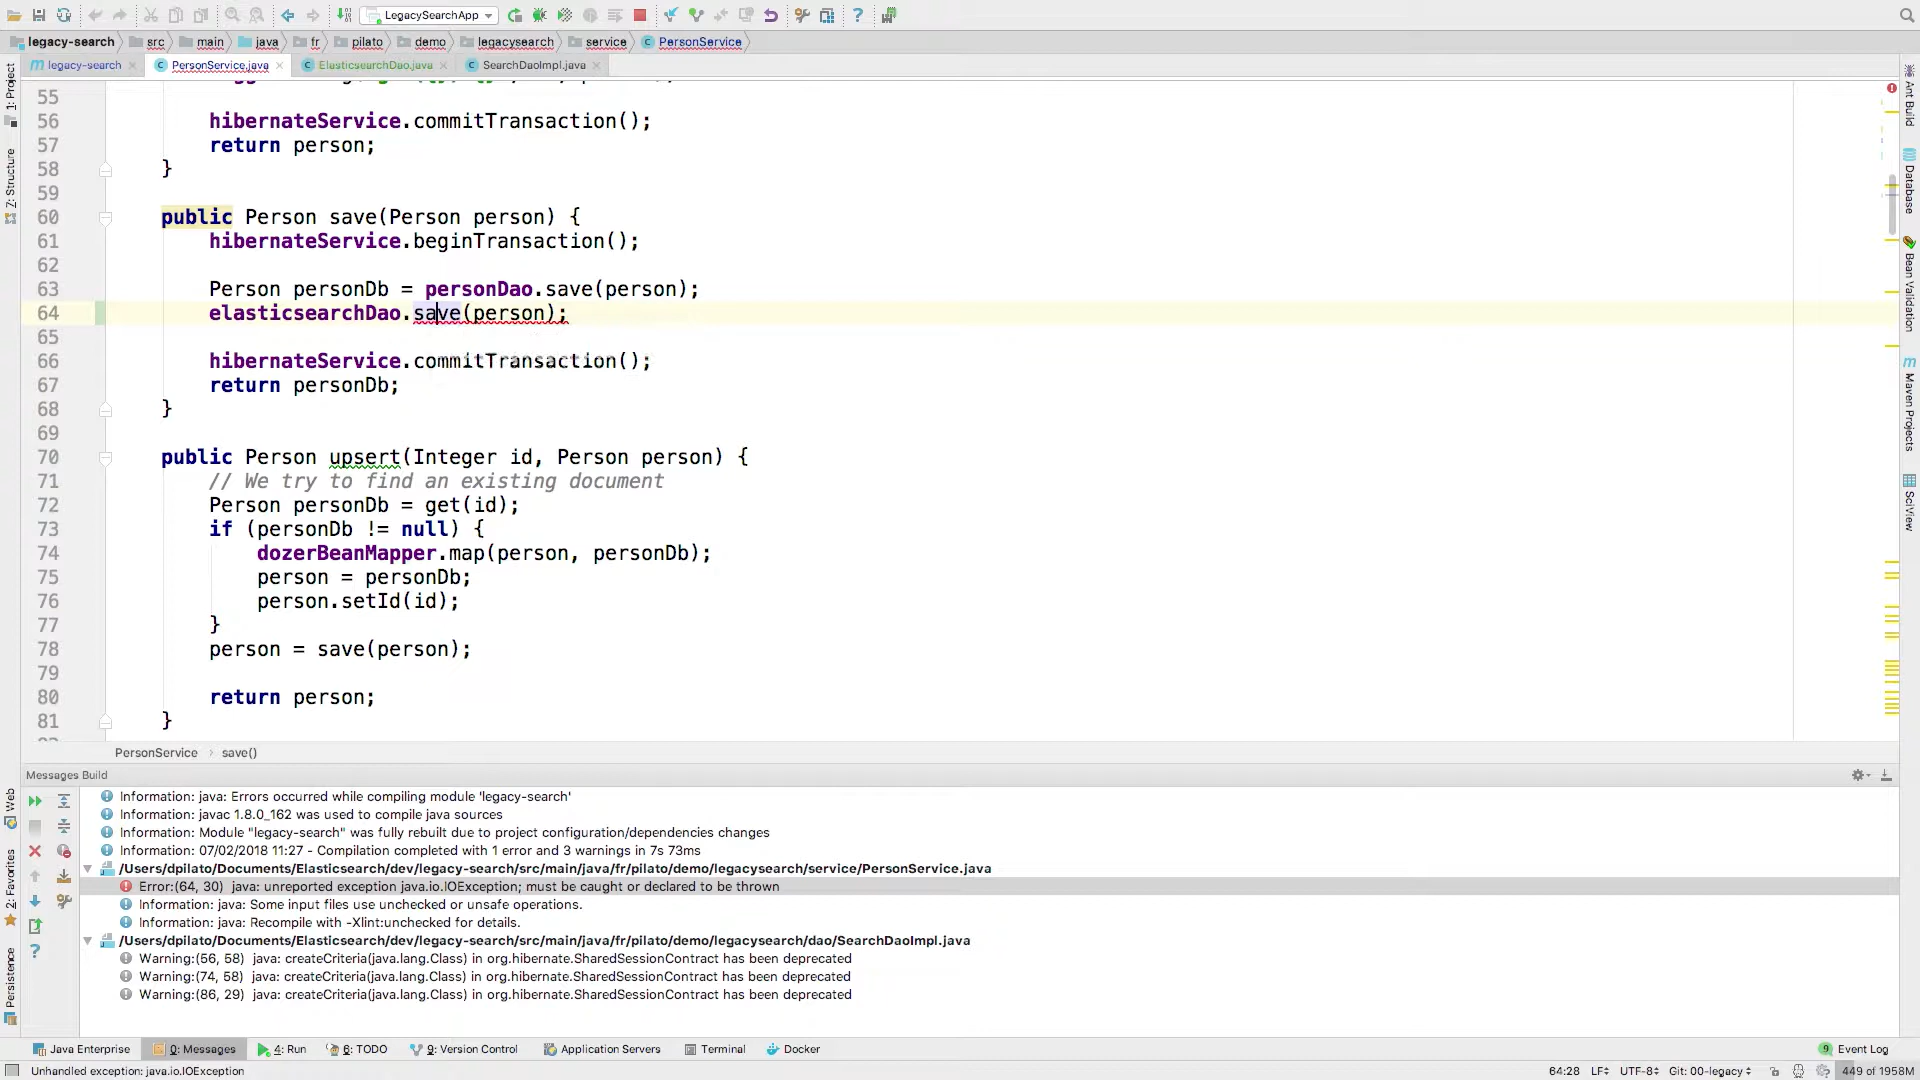 LegacySearchApp
legacy-search src main java fr pilato demo legacysearch service PersonService
legacy-search PersonService.java ElasticsearchDao.java SearchDaoImpl.java
1: Project
Z: Structure
Web
2: Favorites
Persistence
55
56 hibernateService.commitTransaction();
57 return person;
58 }
59
60 public Person save(Person person) {
61 hibernateService.beginTransaction();
62
63 Person personDb = personDao.save(person);
64 elasticsearchDao.save(person);
65
66 hibernateService.commitTransaction();
67 return personDb;
68 }
69
70 public Person upsert(Integer id, Person person) {
71 // We try to find an existing document
72 Person personDb = get(id);
73 if (personDb != null) {
74 dozerBeanMapper.map(person, personDb);
75 person = personDb;
76 person.setId(id);
77 }
78 person = save(person);
79
80 return person;
81 }
PersonService › save()
Ant Build
Database
Bean Validation
Maven Projects
SciView
Messages Build
Information: java: Errors occurred while compiling module 'legacy-search'
Information: javac 1.8.0_162 was used to compile java sources
Information: Module "legacy-search" was fully rebuilt due to project configuration/dependencies changes
Information: 07/02/2018 11:27 - Compilation completed with 1 error and 3 warnings in 7s 73ms
/Users/dpilato/Documents/Elasticsearch/dev/legacy-search/src/main/java/fr/pilato/demo/legacysearch/service/PersonService.java
Error:(64, 30) java: unreported exception java.io.IOException; must be caught or declared to be thrown
Information: java: Some input files use unchecked or unsafe operations.
Information: java: Recompile with -Xlint:unchecked for details.
/Users/dpilato/Documents/Elasticsearch/dev/legacy-search/src/main/java/fr/pilato/demo/legacysearch/dao/SearchDaoImpl.java
Warning:(56, 58) java: createCriteria(java.lang.Class) in org.hibernate.SharedSessionContract has been deprecated
Warning:(74, 58) java: createCriteria(java.lang.Class) in org.hibernate.SharedSessionContract has been deprecated
Warning:(86, 29) java: createCriteria(java.lang.Class) in org.hibernate.SharedSessionContract has been deprecated
Java Enterprise 0: Messages 4: Run 6: TODO 9: Version Control Application Servers Terminal Docker 9 Event Log
Unhandled exception: java.io.IOException 64:28 LF UTF-8 Git: 00-legacy 449 of 1958M